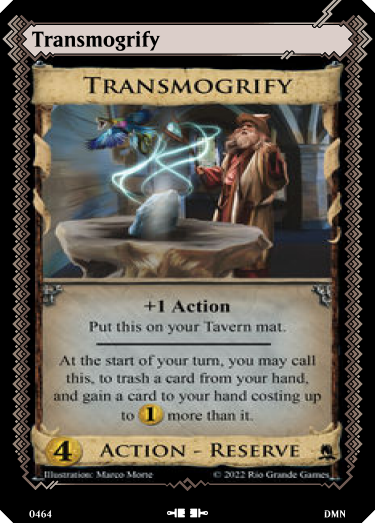 Transmogrify
TRANSMOGRIFY
+1 Action
Put this on your Tavern mat.
At the start of your turn, you may call
this, to trash a card from your hand,
and gain a card to your hand costing up
to 1 more than it.
4 ACTION - RESERVE
Illustration: Marco Morte © 2022 Rio Grande Games
0464 DMN